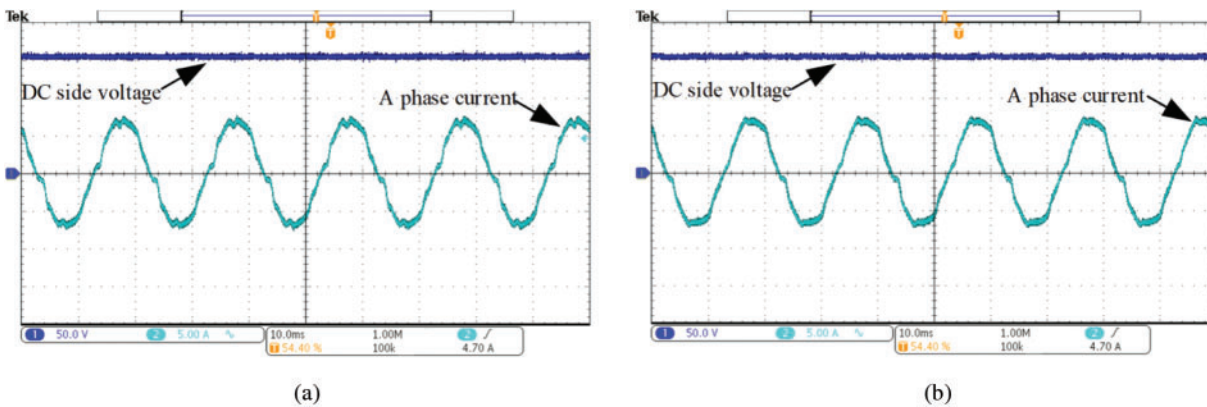 Tek
T
T
DC side voltage
A phase current
1
1 50.0 V 2 5.00 A ∿
10.0ms 1.00M 2 ∫
T 54.40 % 100k 4.70 A
(a)
Tek
T
T
DC side voltage
A phase current
1
1 50.0 V 2 5.00 A ∿
10.0ms 1.00M 2 ∫
T 54.40 % 100k 4.70 A
(b)